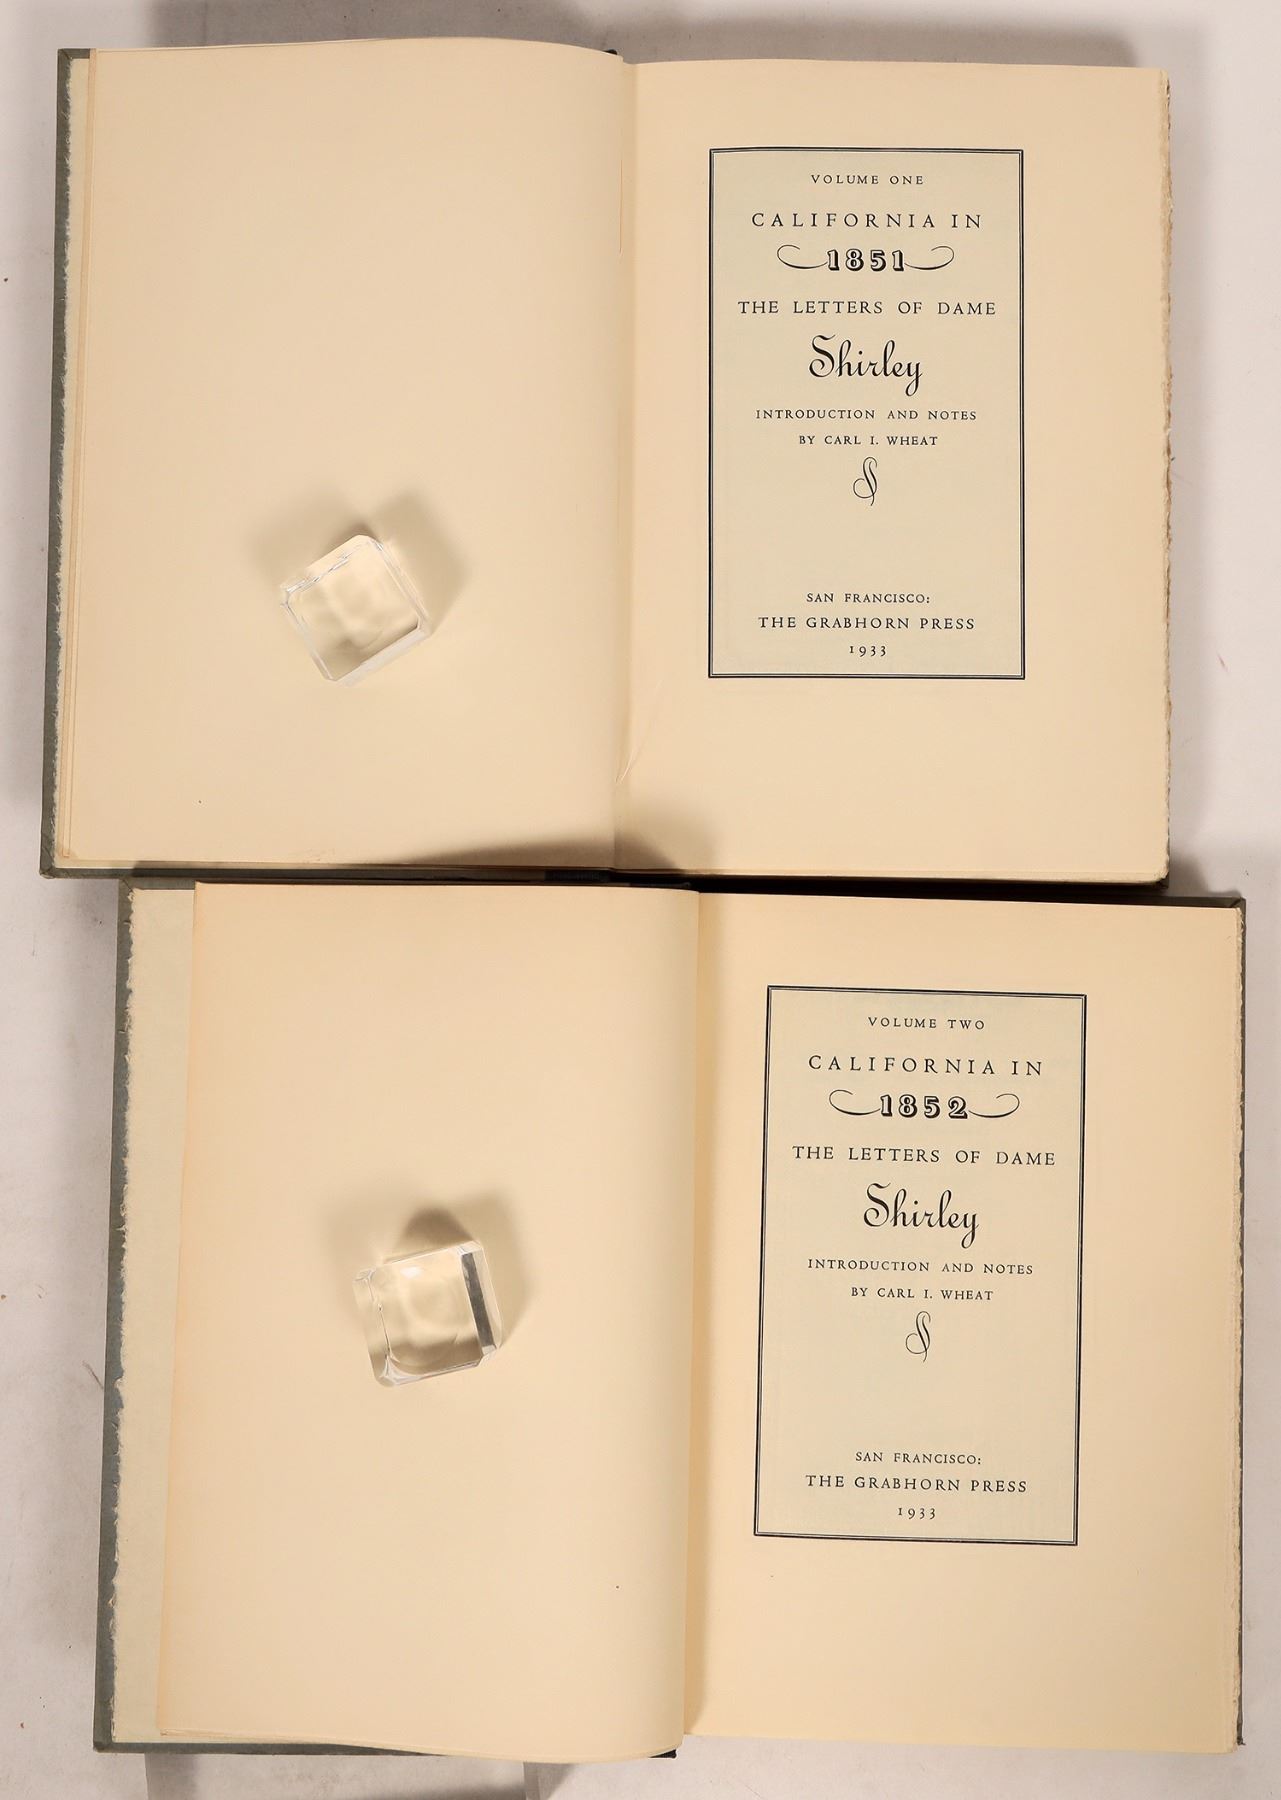 VOLUME ONE
CALIFORNIA IN
1851
THE LETTERS OF DAME
Shirley
INTRODUCTION AND NOTES
BY CARL I. WHEAT
SAN FRANCISCO:
THE GRABHORN PRESS
1933
VOLUME TWO
CALIFORNIA IN
1852
THE LETTERS OF DAME
Shirley
INTRODUCTION AND NOTES
BY CARL I. WHEAT
SAN FRANCISCO:
THE GRABHORN PRESS
1933